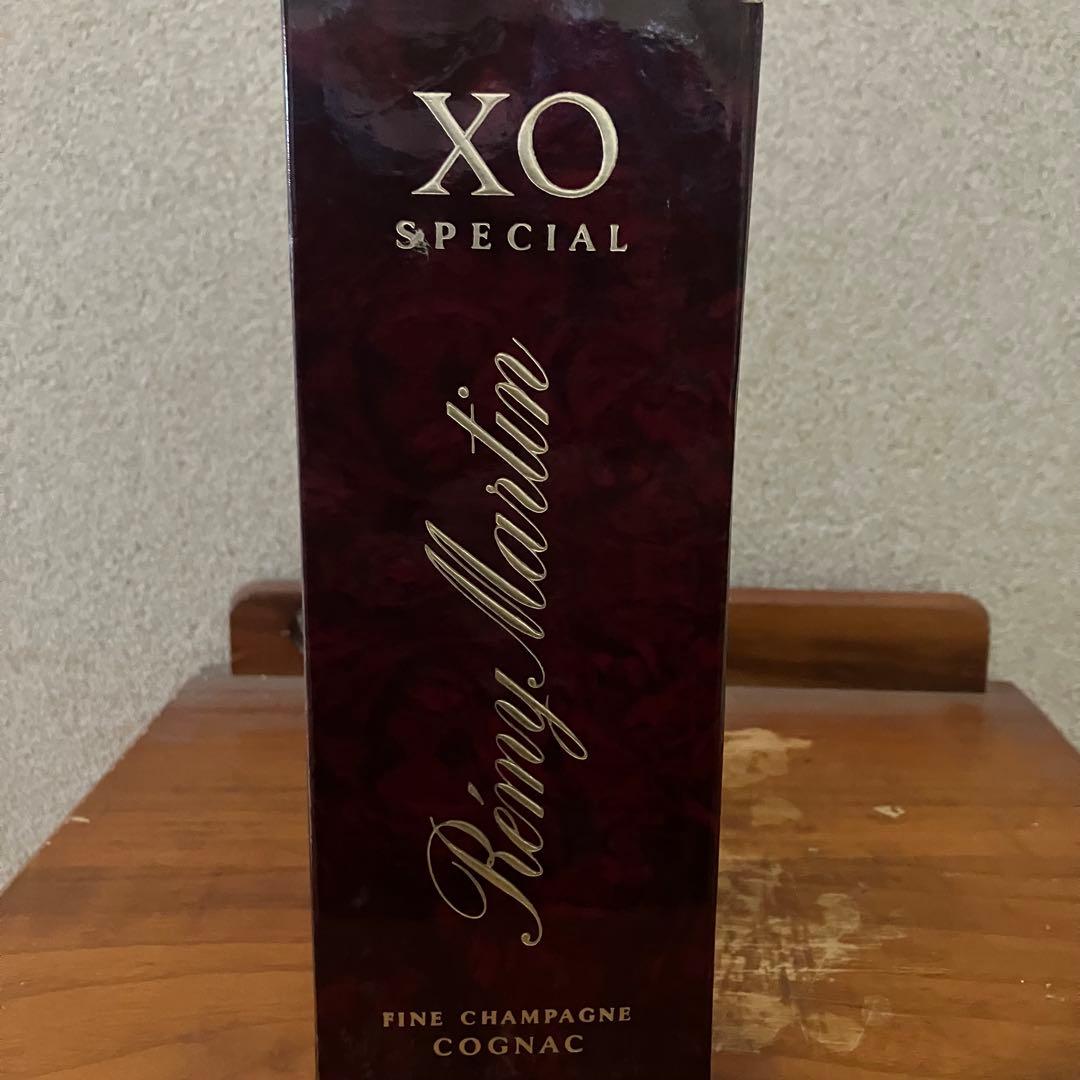 XO
SPECIAL
Rémy Martin
FINE CHAMPAGNE
COGNAC